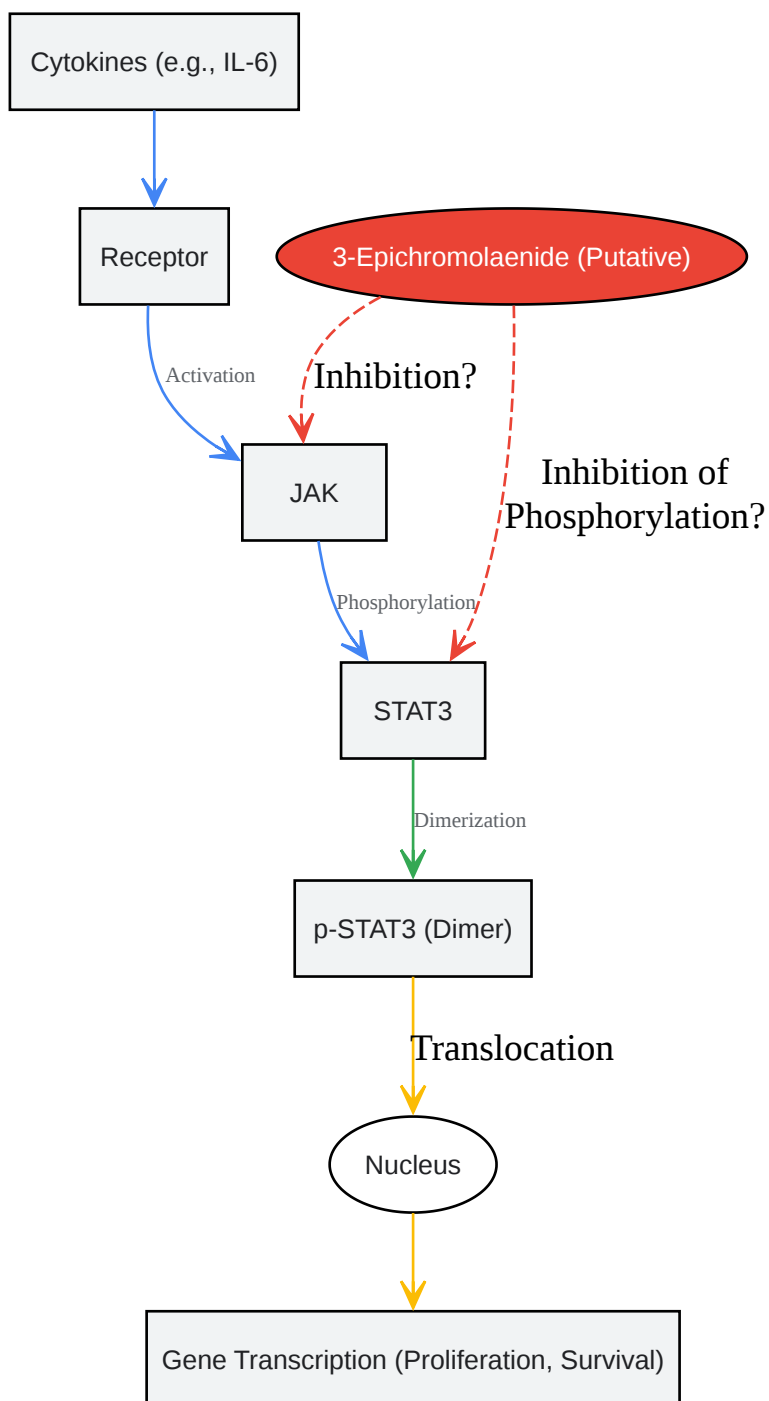 Cytokines (e.g., IL-6)
Receptor
3-Epichromolaenide (Putative)
Activation
Inhibition?
Inhibition of
Phosphorylation?
JAK
Phosphorylation
STAT3
Dimerization
p-STAT3 (Dimer)
Translocation
Nucleus
Gene Transcription (Proliferation, Survival)